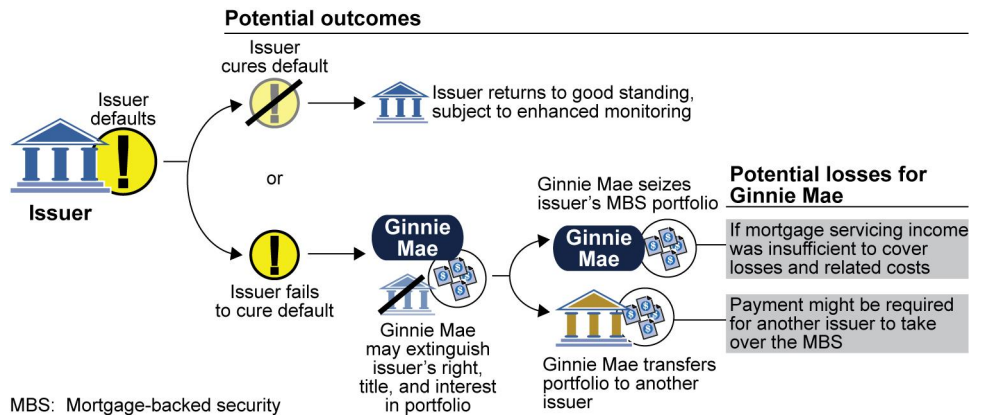 Potential outcomes
Issuer
defaults
Issuer
Issuer
cures default
Issuer returns to good standing,
subject to enhanced monitoring
or
Issuer fails
to cure default
Ginnie
Mae
Ginnie Mae
may extinguish
issuer's right,
title, and interest
in portfolio
Ginnie Mae seizes
issuer's MBS portfolio
Ginnie
Mae
Ginnie Mae transfers
portfolio to another
issuer
Potential losses for
Ginnie Mae
If mortgage servicing income
was insufficient to cover
losses and related costs
Payment might be required
for another issuer to take
over the MBS
MBS: Mortgage-backed security